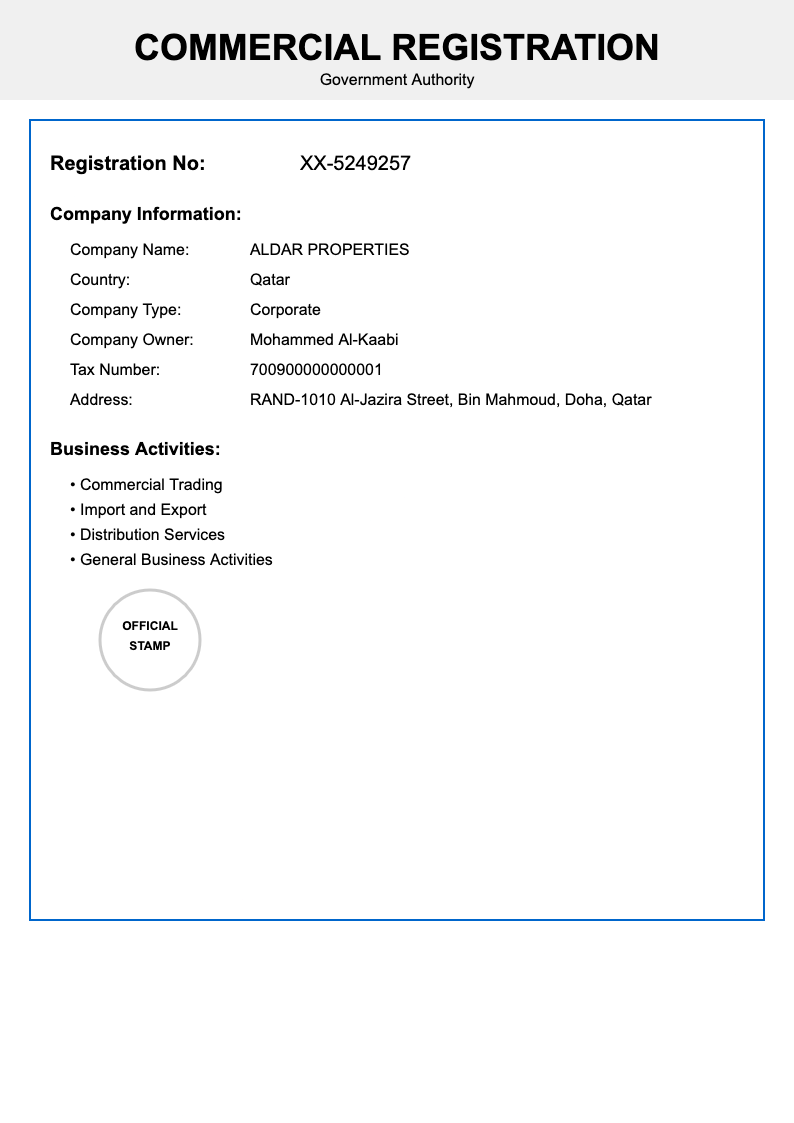 COMMERCIAL REGISTRATION
Government Authority
Registration No: XX-5249257
Company Information:
Company Name: ALDAR PROPERTIES
Country: Qatar
Company Type: Corporate
Company Owner: Mohammed Al-Kaabi
Tax Number: 700900000000001
Address: RAND-1010 Al-Jazira Street, Bin Mahmoud, Doha, Qatar
Business Activities:
• Commercial Trading
• Import and Export
• Distribution Services
• General Business Activities
OFFICIAL
STAMP